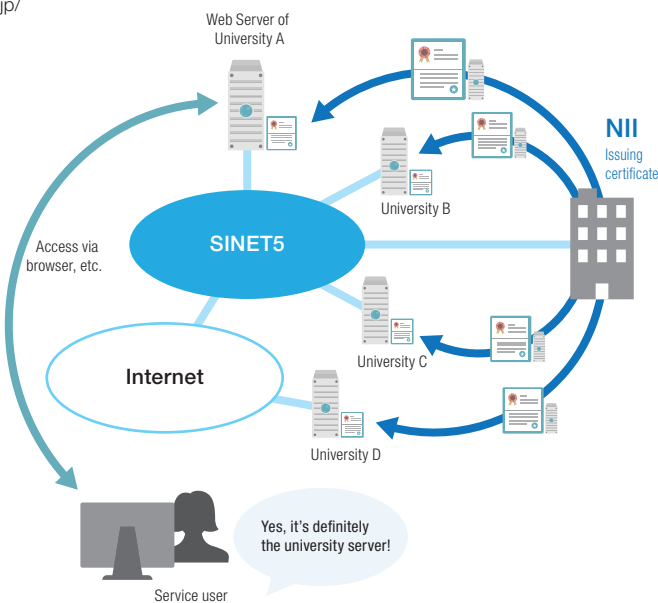 jp/
Web Server of
University A
NII
Issuing
certificate
University B
SINET5
Access via
browser, etc.
University C
Internet
University D
Yes, it's definitely
the university server!
Service user